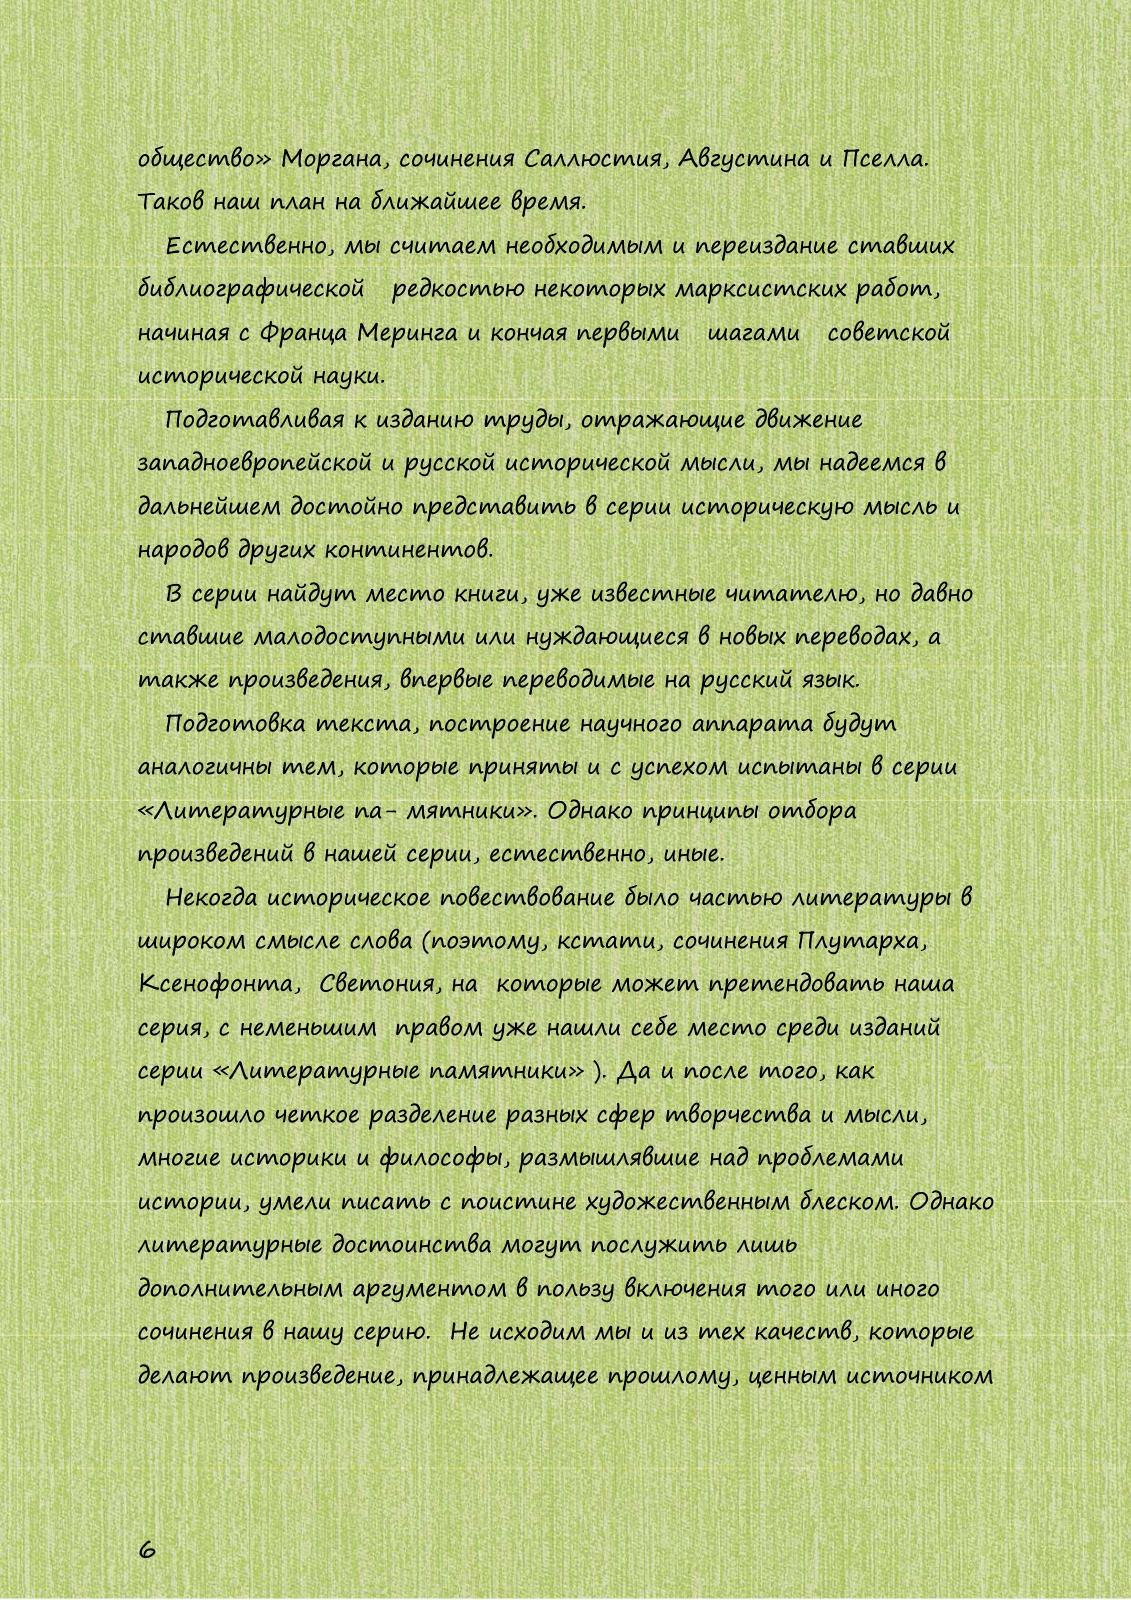 общество» Моргана, сочинения Саллюстия, Августина и Пселла.
Таков наш план на ближайшее время.
Естественно, мы считаем необходимым и переиздание ставших
библиографической редкостью некоторых марксистских работ,
начиная с Франца Меринга и кончая первыми шагами советской
исторической науки.
Подготавливая к изданию труды, отражающие движение
западноевропейской и русской исторической мысли, мы надеемся в
дальнейшем достойно представить в серии историческую мысль и
народов других континентов.
В серии найдут место книги, уже известные читателю, но давно
ставшие малодоступными или нуждающиеся в новых переводах, а
также произведения, впервые переводимые на русский язык.
Подготовка текста, построение научного аппарата будут
аналогичны тем, которые приняты и с успехом испытаны в серии
«Литературные па- мятники». Однако принципы отбора
произведений в нашей серии, естественно, иные.
Некогда историческое повествование было частью литературы в
широком смысле слова (поэтому, кстати, сочинения Плутарха,
Ксенофонта, Светония, на которые может претендовать наша
серия, с неменьшим правом уже нашли себе место среди изданий
серии «Литературные памятники» ). Да и после того, как
произошло четкое разделение разных сфер творчества и мысли,
многие историки и философы, размышлявшие над проблемами
истории, умели писать с поистине художественным блеском. Однако
литературные достоинства могут послужить лишь
дополнительным аргументом в пользу включения того или иного
сочинения в нашу серию. Не исходим мы и из тех качеств, которые
делают произведение, принадлежащее прошлому, ценным источником
6